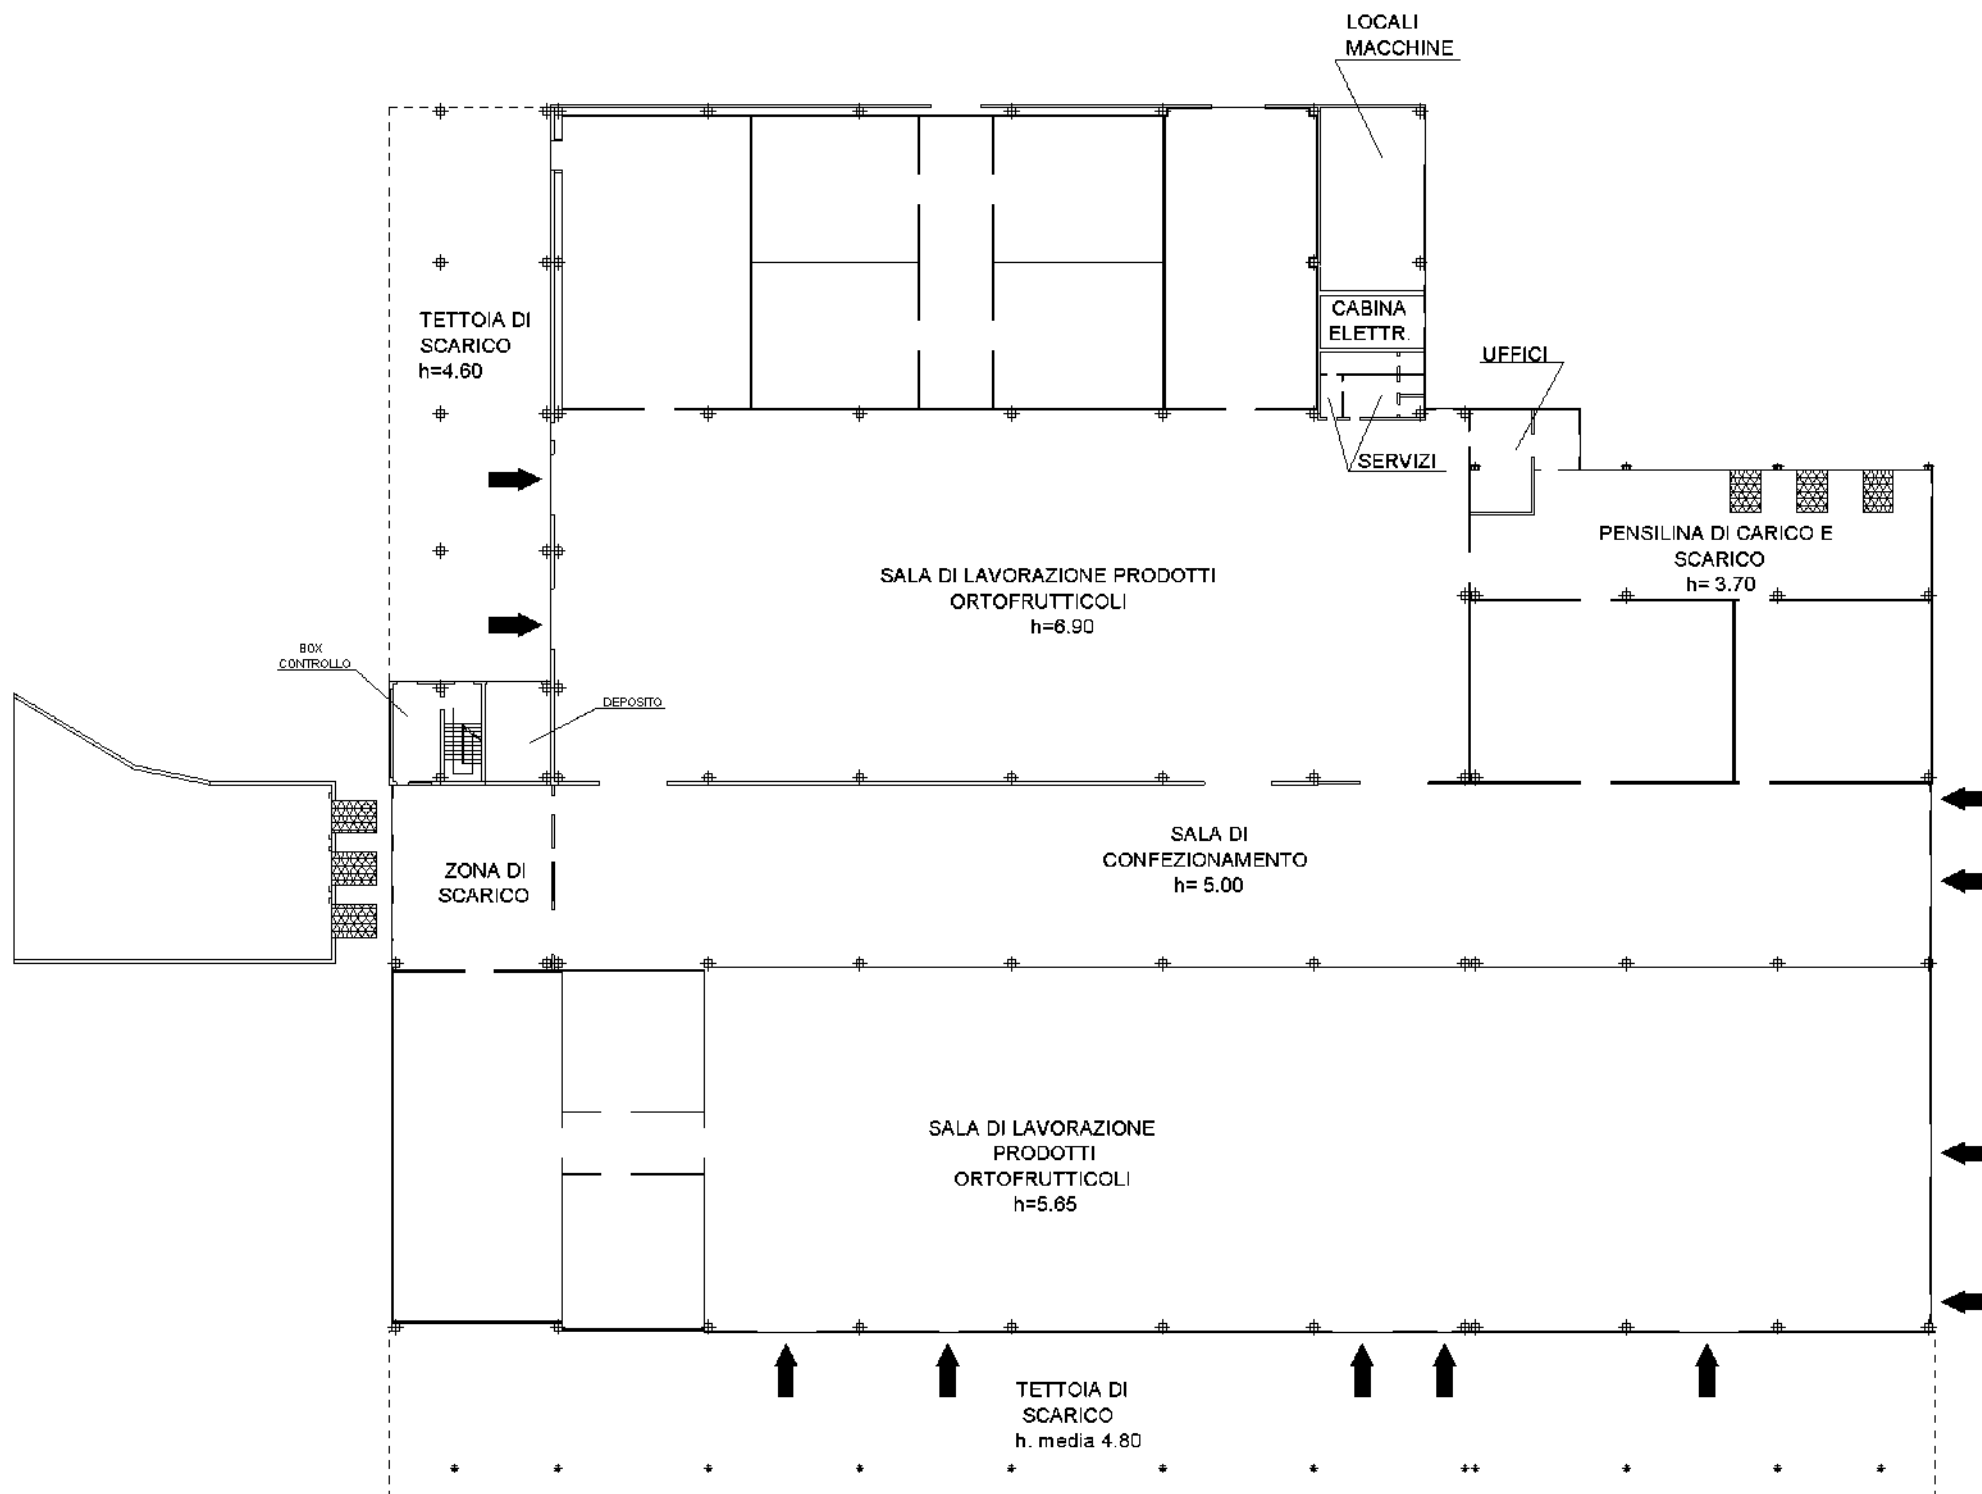 LOCALI
MACCHINE
TETTOIA DI
SCARICO
h=4.60
CABINA
ELETTR.
UFFICI
SERVIZI
PENSILINA DI CARICO E
SCARICO
h= 3.70
SALA DI LAVORAZIONE PRODOTTI
ORTOFRUTTICOLI
h=6.90
BOX
CONTROLLO
DEPOSITO
ZONA DI
SCARICO
SALA DI
CONFEZIONAMENTO
h= 5.00
SALA DI LAVORAZIONE
PRODOTTI
ORTOFRUTTICOLI
h=5.65
TETTOIA DI
SCARICO
h. media 4.80